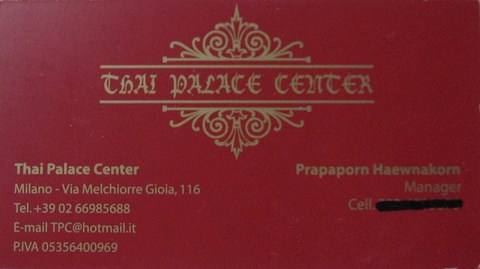 THAI PALACE CENTER
Thai Palace Center
Milano - Via Melchiorre Gioia, 116
Tel. +39 02 66985688
E-mail TPC@hotmail.it
P.IVA 05356400969
Prapaporn Haewnakorn
Manager
Cell.